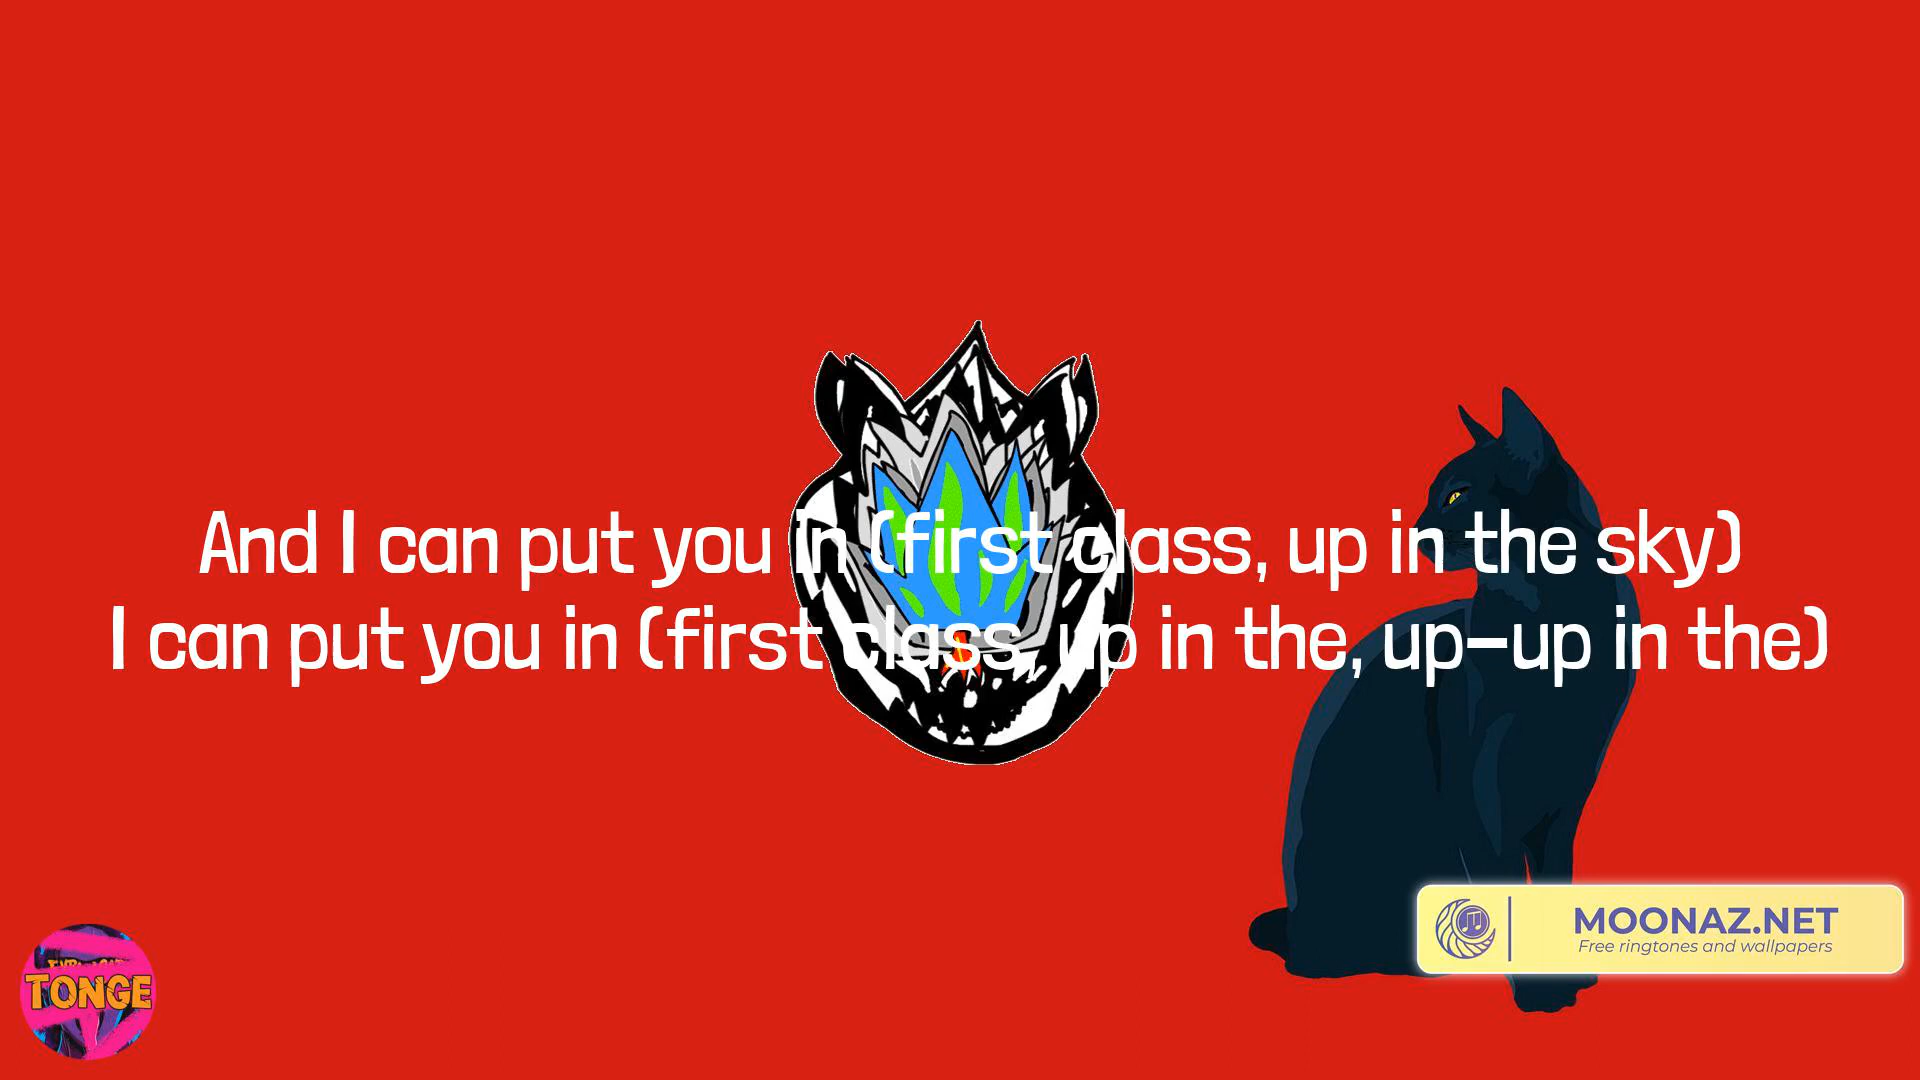 And I can put you in (first class, up in the sky)
I can put you in (first class, up in the, up-up in the)
MOONAZ.NET
Free ringtones and wallpapers
TONGE